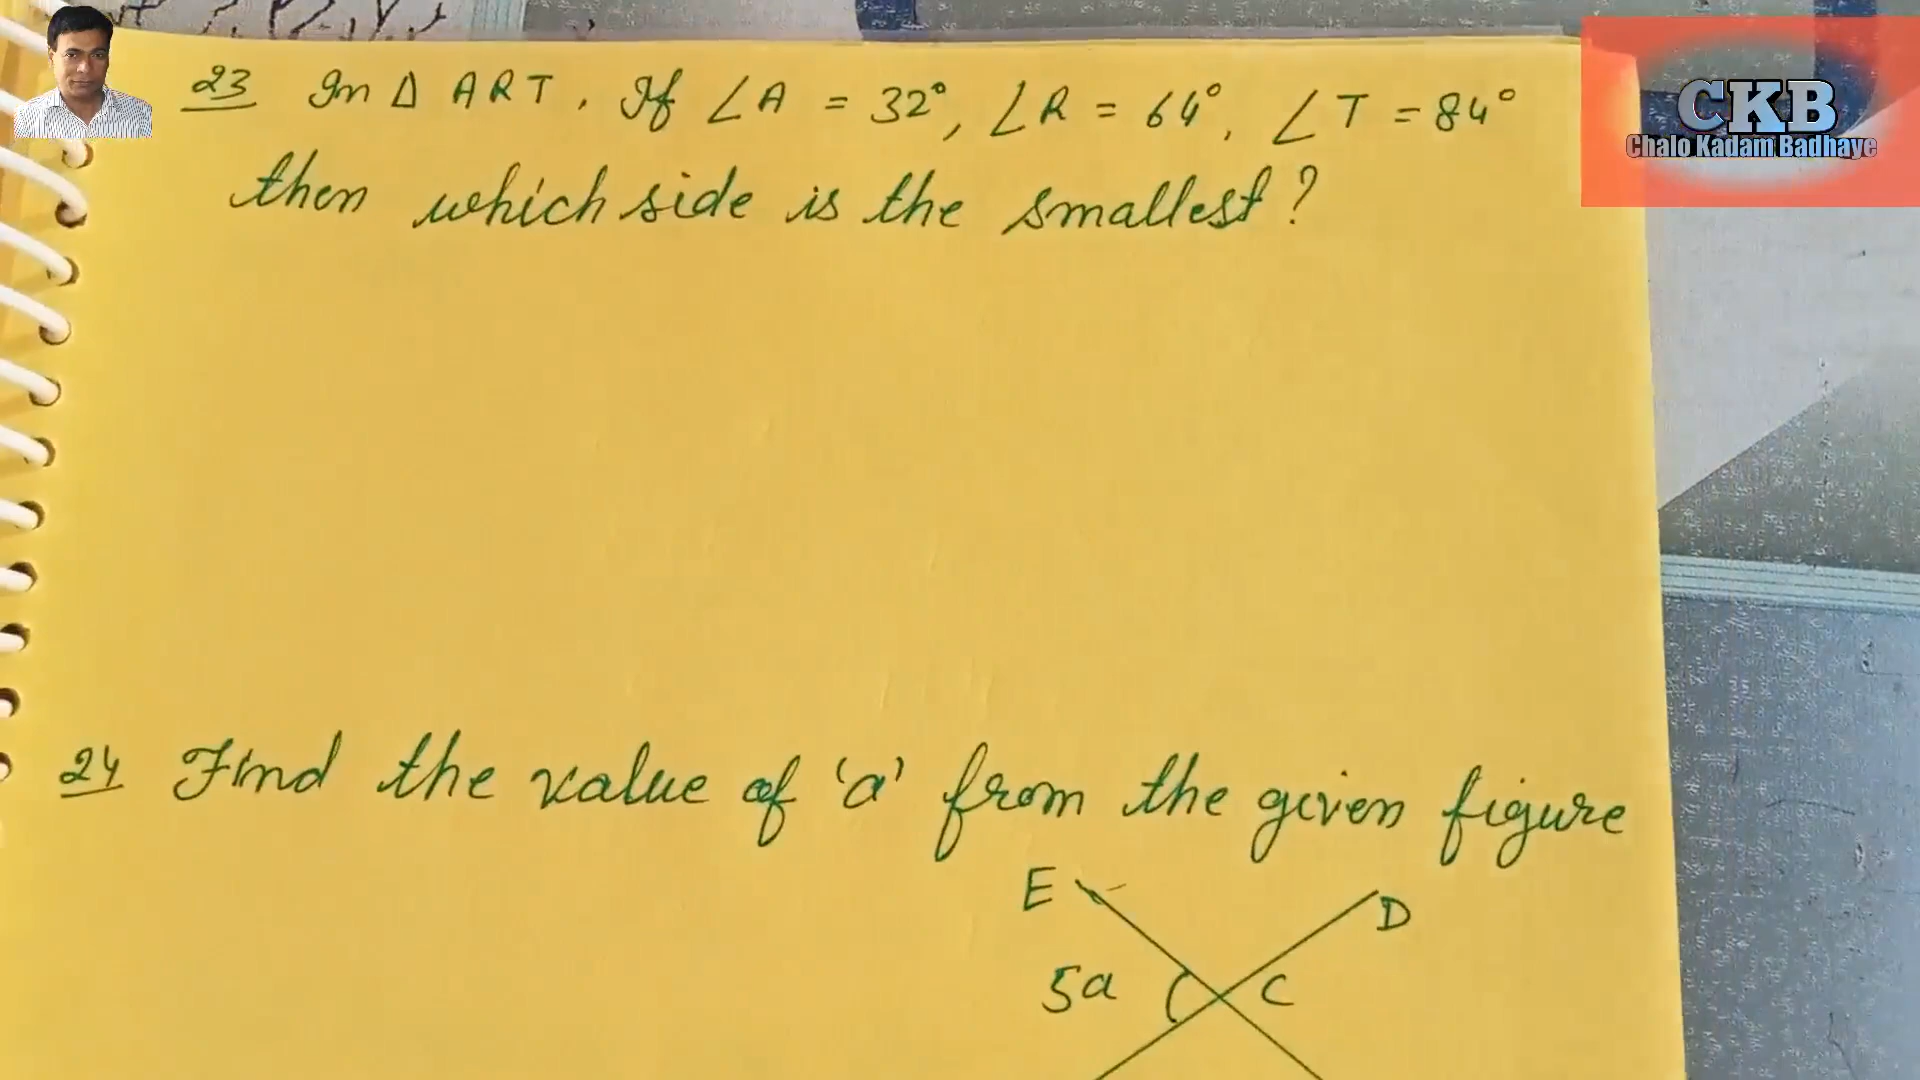 CKB
Chalo Kadam Badhaye
23 In Δ ART, If ∠A = 32°, ∠R = 64°, ∠T = 84°
then which side is the smallest?
24 Find the value of 'a' from the given figure
E
D
5a
C